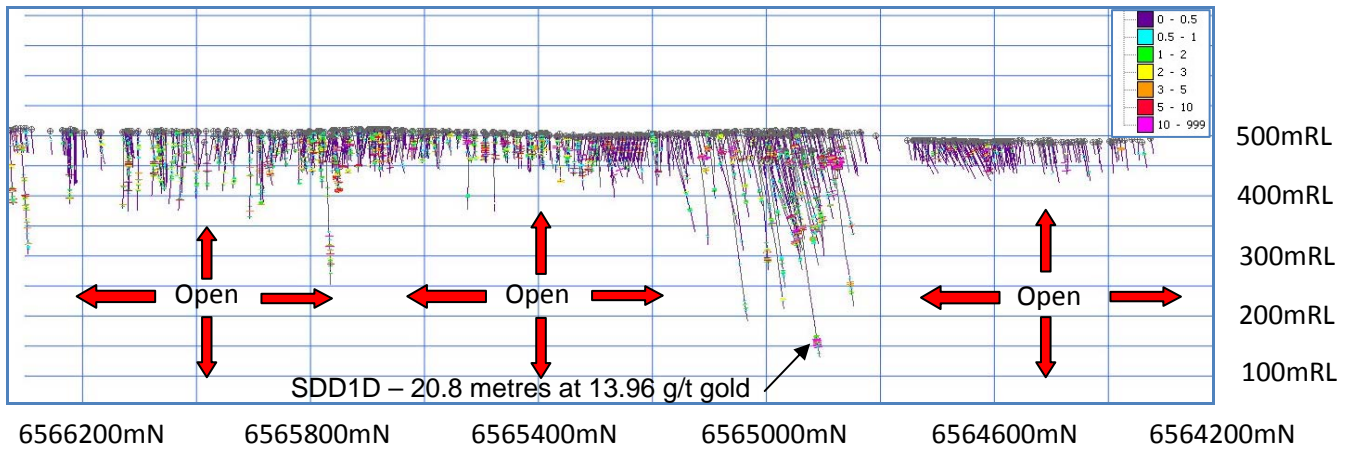 0 - 0.5
0.5 - 1
1 - 2
2 - 3
3 - 5
5 - 10
10 - 999
500mRL
400mRL
300mRL
Open Open Open
200mRL
100mRL
SDD1D – 20.8 metres at 13.96 g/t gold
6566200mN 6565800mN 6565400mN 6565000mN 6564600mN 6564200mN